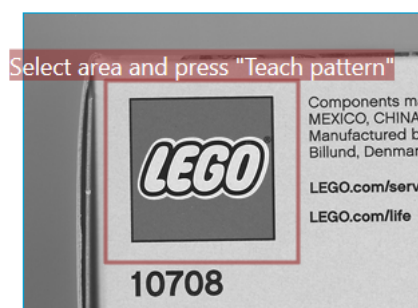 Select area and press "Teach pattern"
Components m
MEXICO, CHINA
Manufactured b
Billund, Denmar
LEGO
LEGO.com/serv
LEGO.com/life
10708